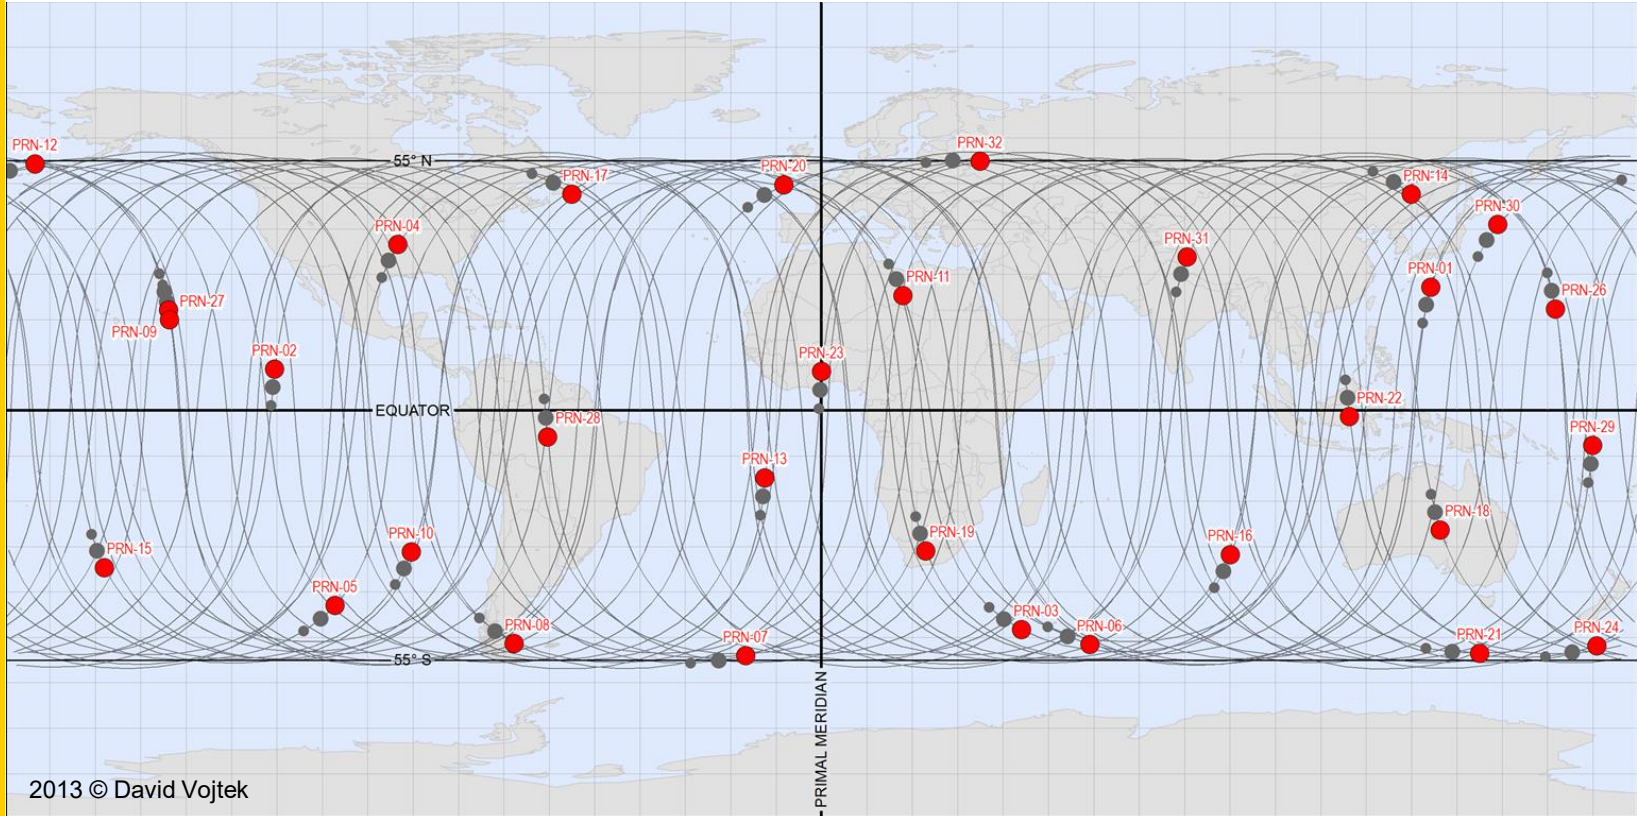 PRN-12
PRN-32
55° N
PRN-20
PRN-17
PRN-14
PRN-30
PRN-04
PRN-31
PRN-01
PRN-11
PRN-26
PRN-27
PRN-09
PRN-02
PRN-23
PRN-22
EQUATOR
PRN-28
PRN-29
PRN-13
PRN-18
PRN-10
PRN-19
PRN-16
PRN-15
PRN-05
PRN-03
PRN-08
PRN-06
PRN-24
PRN-07
PRN-21
55° S
PRIMAL MERIDIAN
2013 © David Vojtek